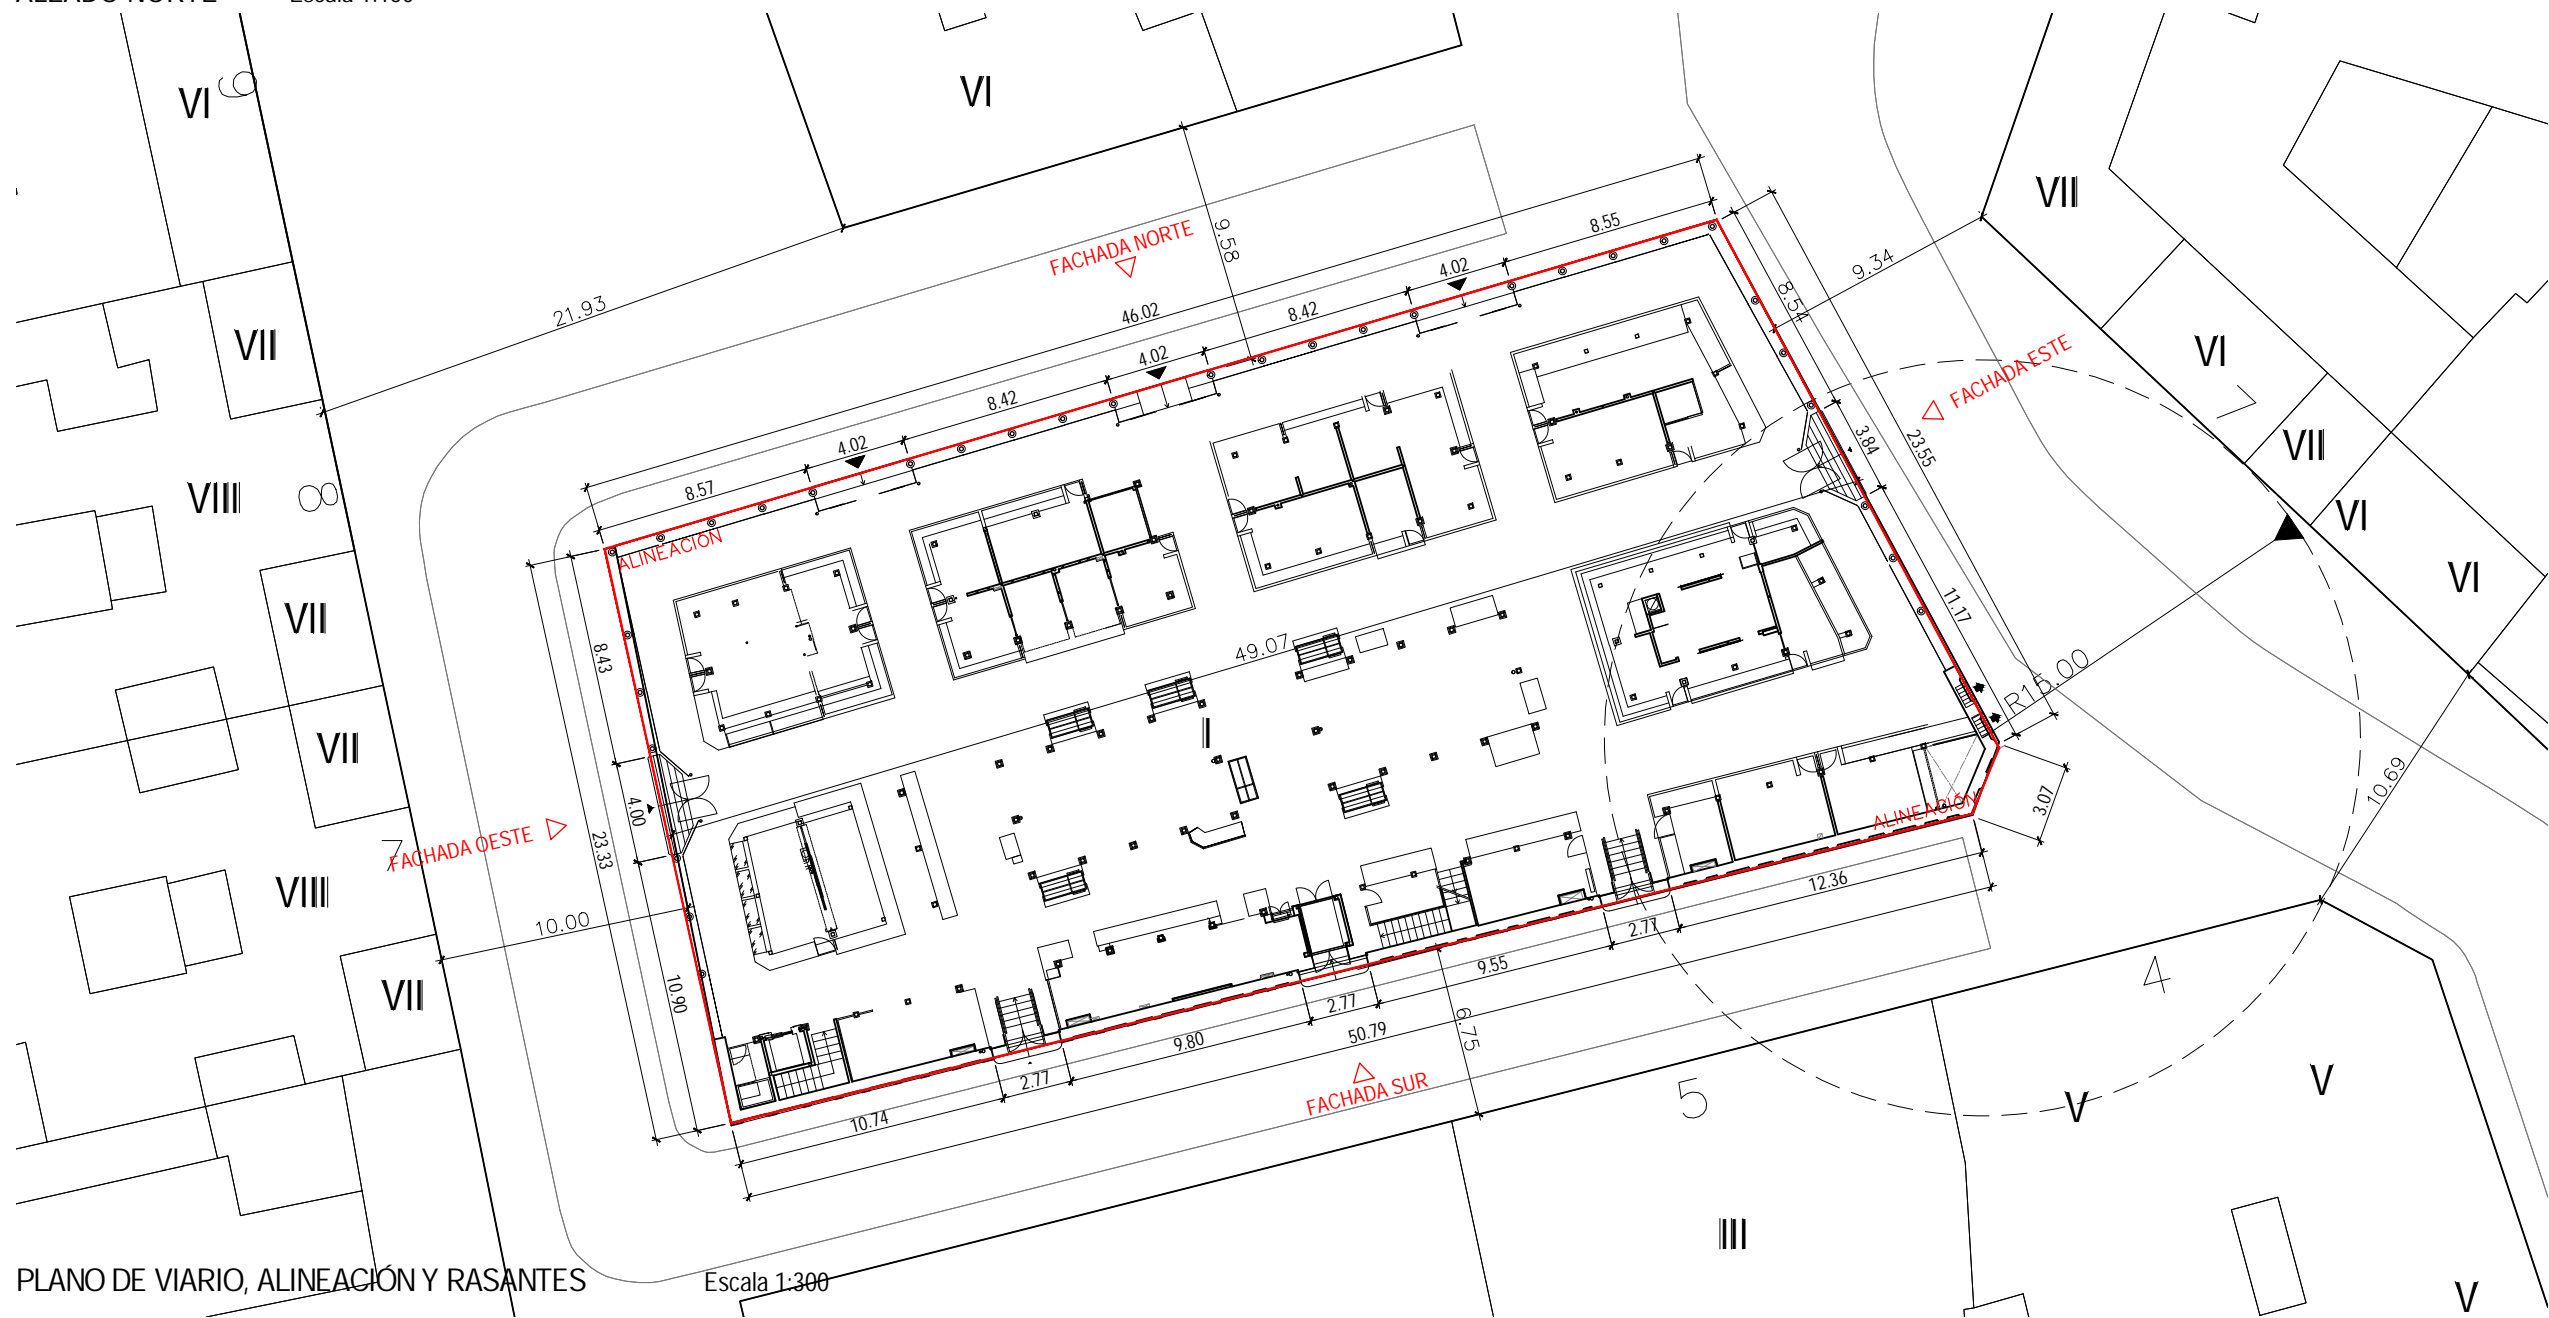 VI
6
VI
VII
21.93
FACHADA NORTE
9.58
8.55
4.02
46.02
8.42
4.02
8.42
4.02
8.57
9.34
8.54
FACHADA ESTE
VII
VI
7
VII
VI
VI
VIII
8
ALINEACIÓN
3.84
23.55
VII
8.43
49.07
11.17
R15.00
VII
II
4.00
FACHADA OESTE
7
23.33
VIII
10.00
10.90
VII
ALINEACIÓN
3.07
10.69
12.36
2.77
9.55
2.77
50.79
9.80
6.75
2.77
10.74
FACHADA SUR
4
5
V
V
III
V
PLANO DE VIARIO, ALINEACIÓN Y RASANTES
Escala 1:300